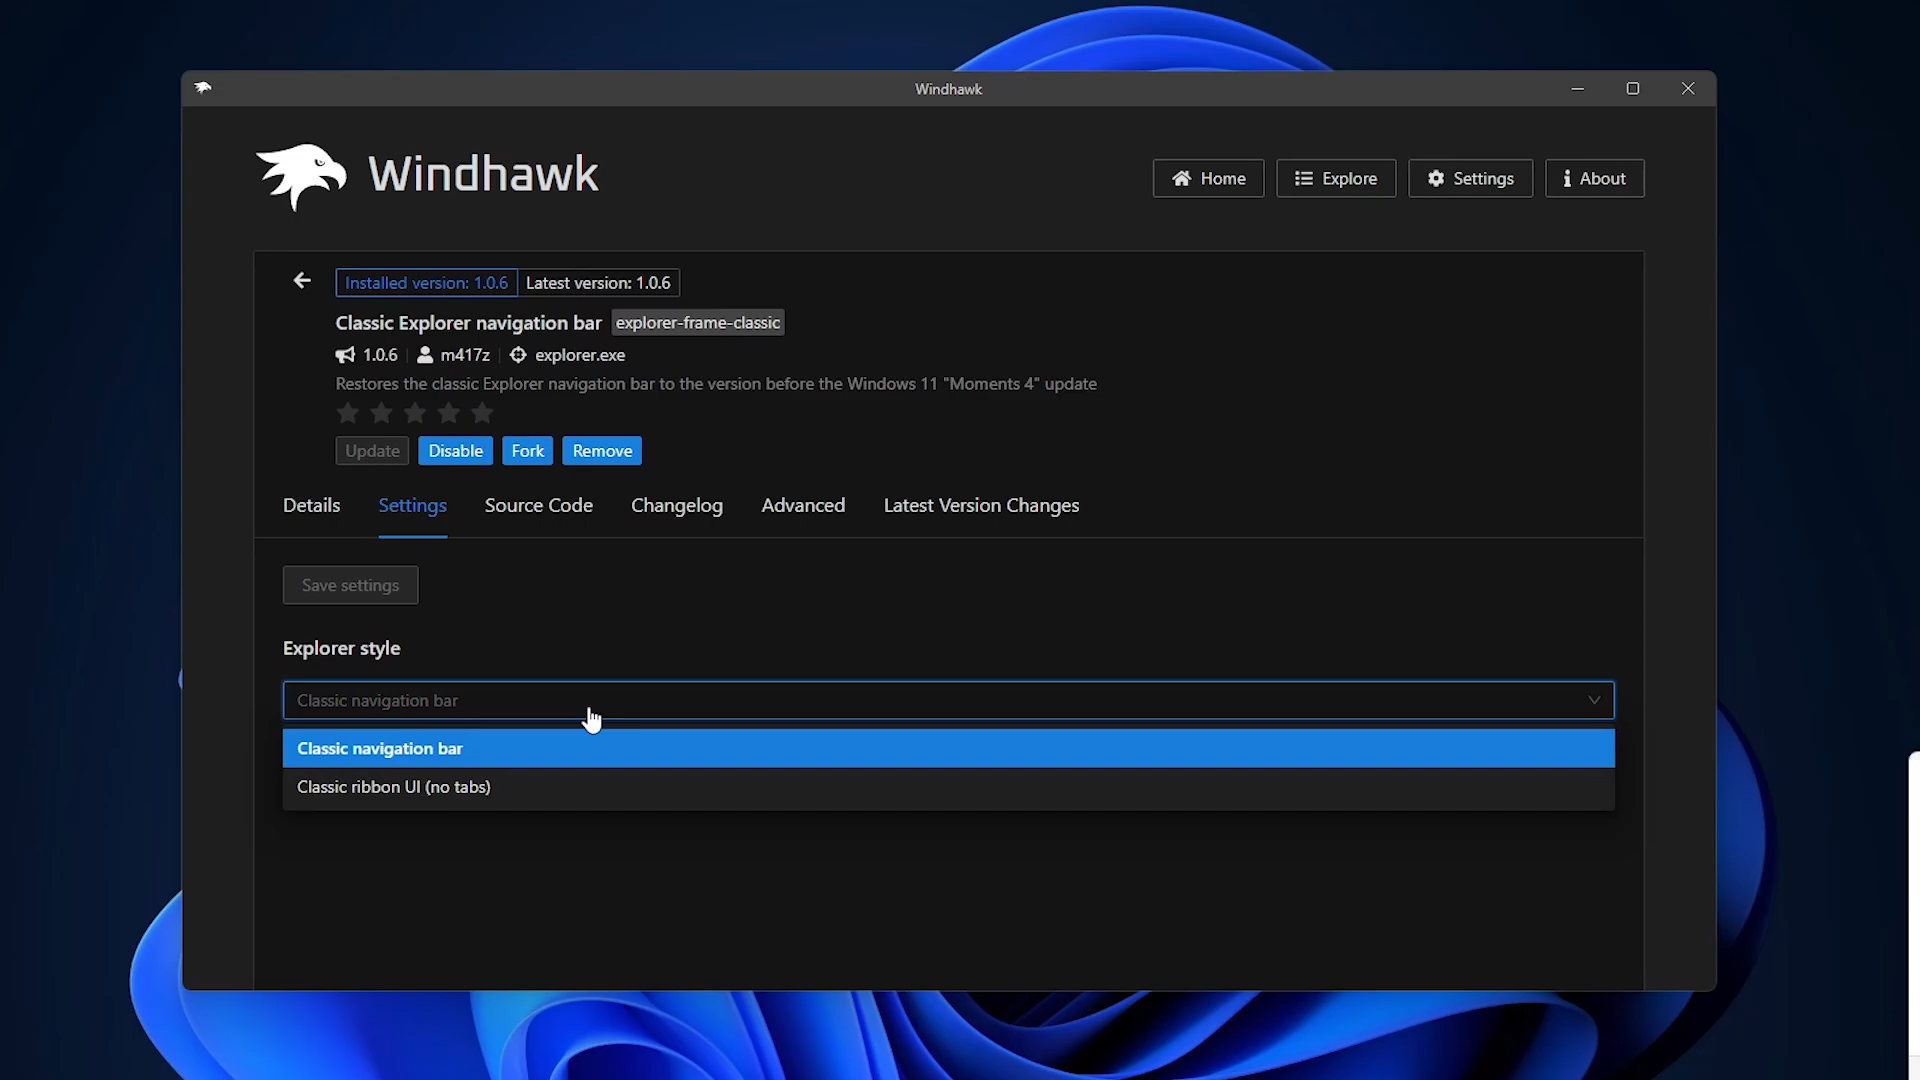 Windhawk
Windhawk
Home
Explore
Settings
About
Installed version: 1.0.6
Latest version: 1.0.6
Classic Explorer navigation bar explorer-frame-classic
1.0.6 m417z explorer.exe
Restores the classic Explorer navigation bar to the version before the Windows 11 "Moments 4" update
Update
Disable
Fork
Remove
Details
Settings
Source Code
Changelog
Advanced
Latest Version Changes
Save settings
Explorer style
Classic navigation bar
Classic navigation bar
Classic ribbon UI (no tabs)